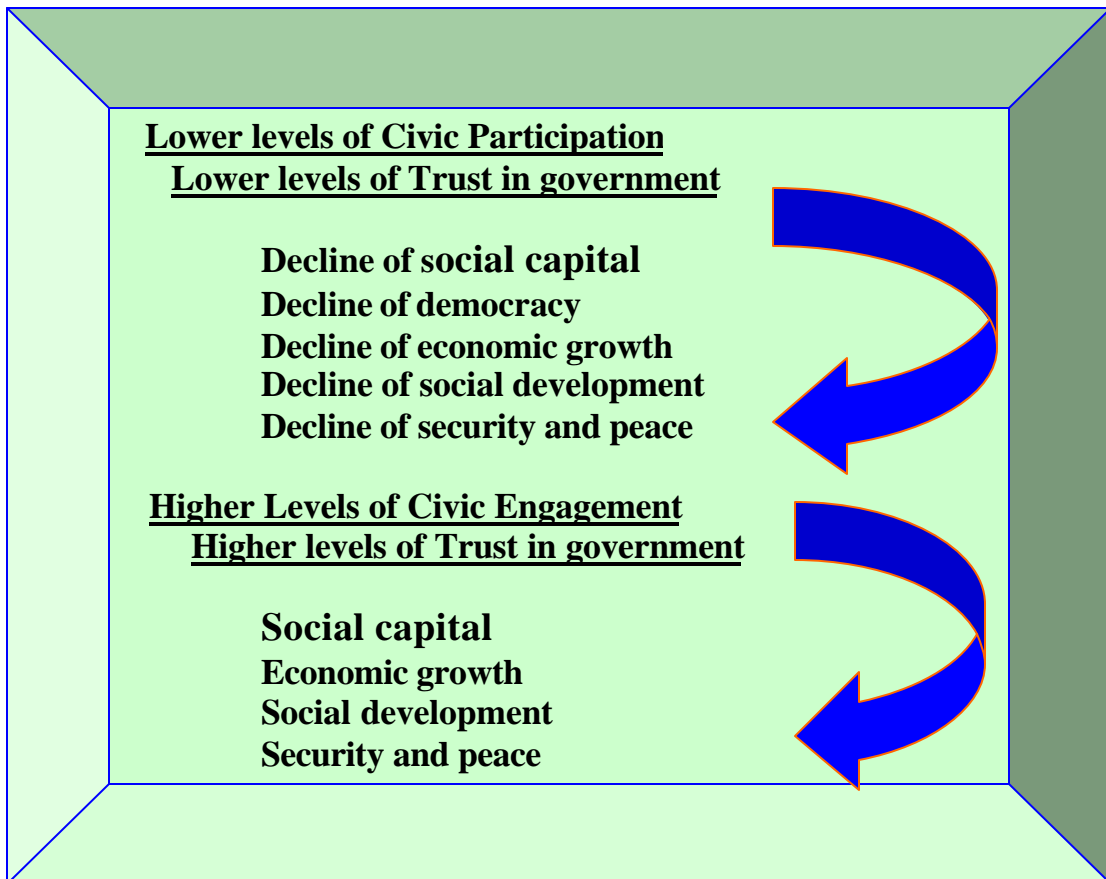 Lower levels of Civic Participation
Lower levels of Trust in government
Decline of social capital
Decline of democracy
Decline of economic growth
Decline of social development
Decline of security and peace
Higher Levels of Civic Engagement
Higher levels of Trust in government
Social capital
Economic growth
Social development
Security and peace